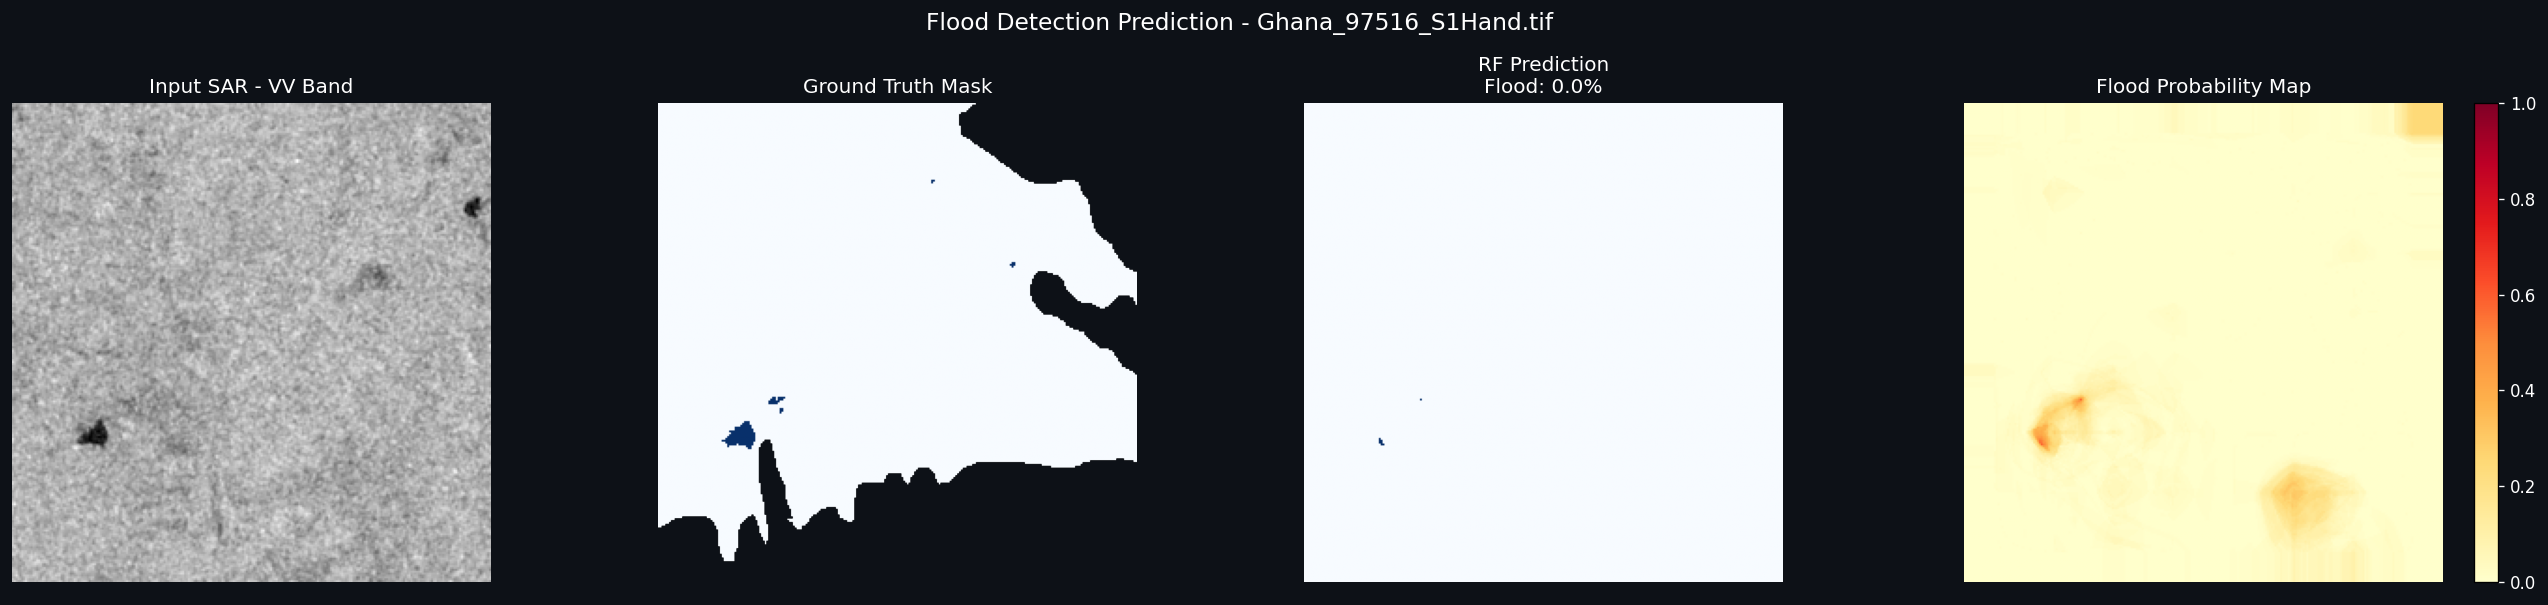 Flood Detection Prediction - Ghana_97516_S1Hand.tif
Input SAR - VV Band
Ground Truth Mask
RF Prediction
Flood: 0.0%
Flood Probability Map
1.0
0.8
0.6
0.4
0.2
0.0